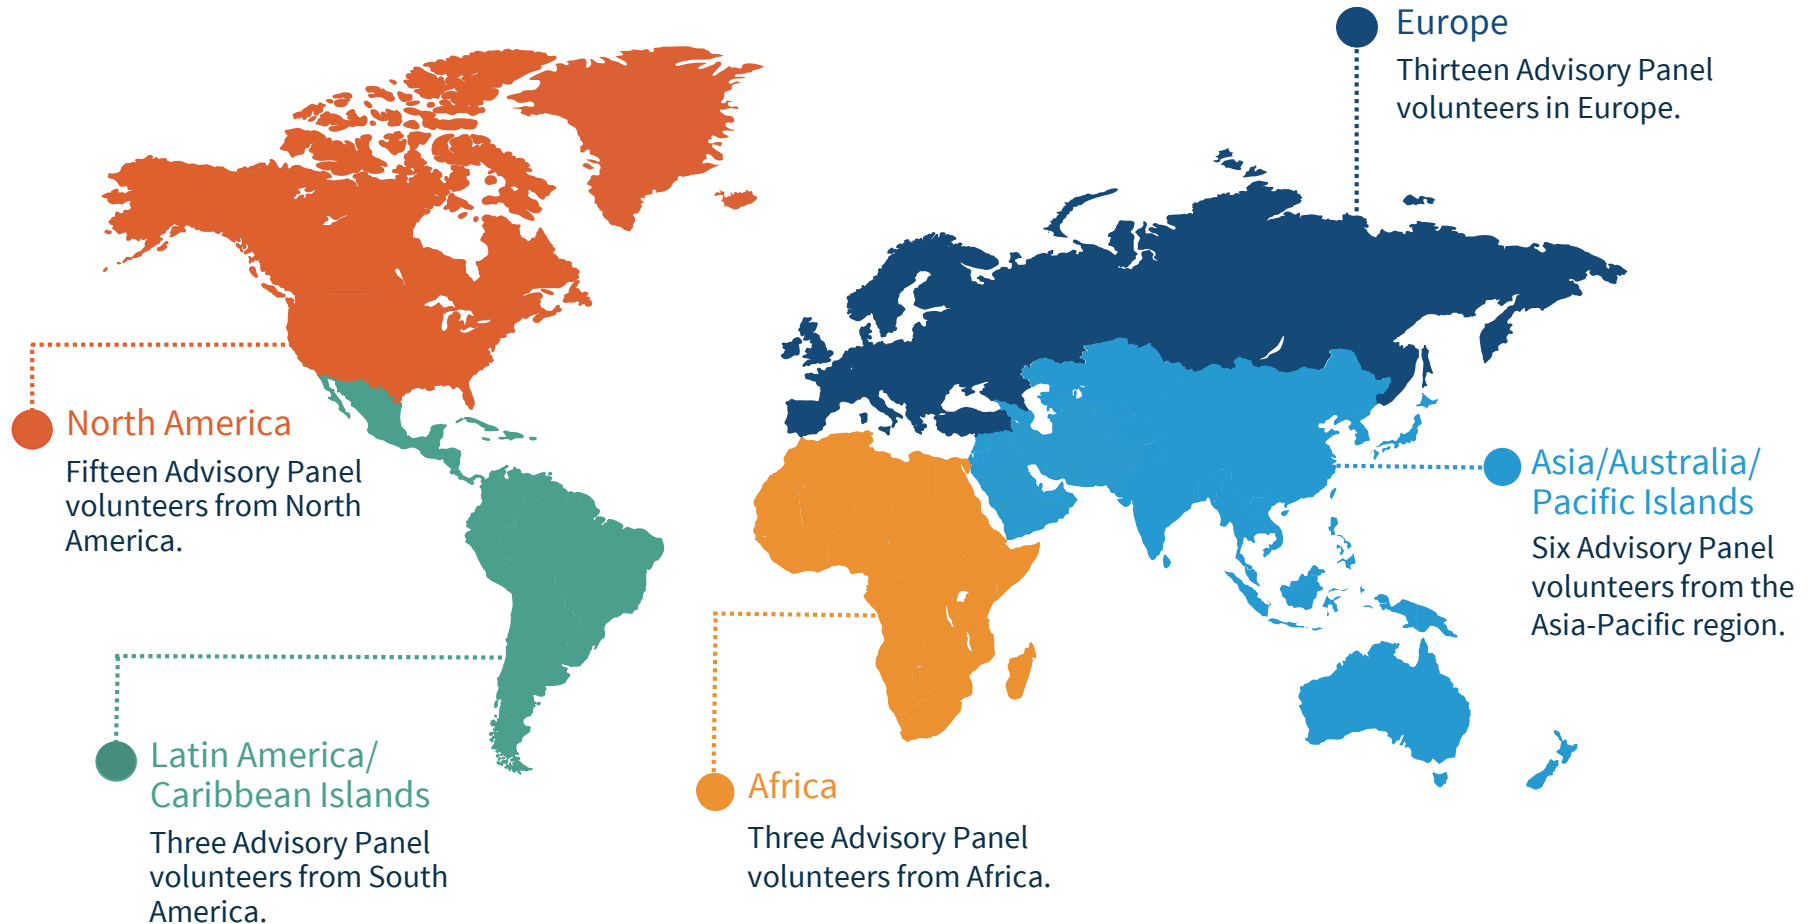 Europe
Thirteen Advisory Panel
volunteers in Europe.
North America
Fifteen Advisory Panel
volunteers from North
America.
Asia/Australia/
Pacific Islands
Six Advisory Panel
volunteers from the
Asia-Pacific region.
Latin America/
Caribbean Islands
Three Advisory Panel
volunteers from South
America.
Africa
Three Advisory Panel
volunteers from Africa.